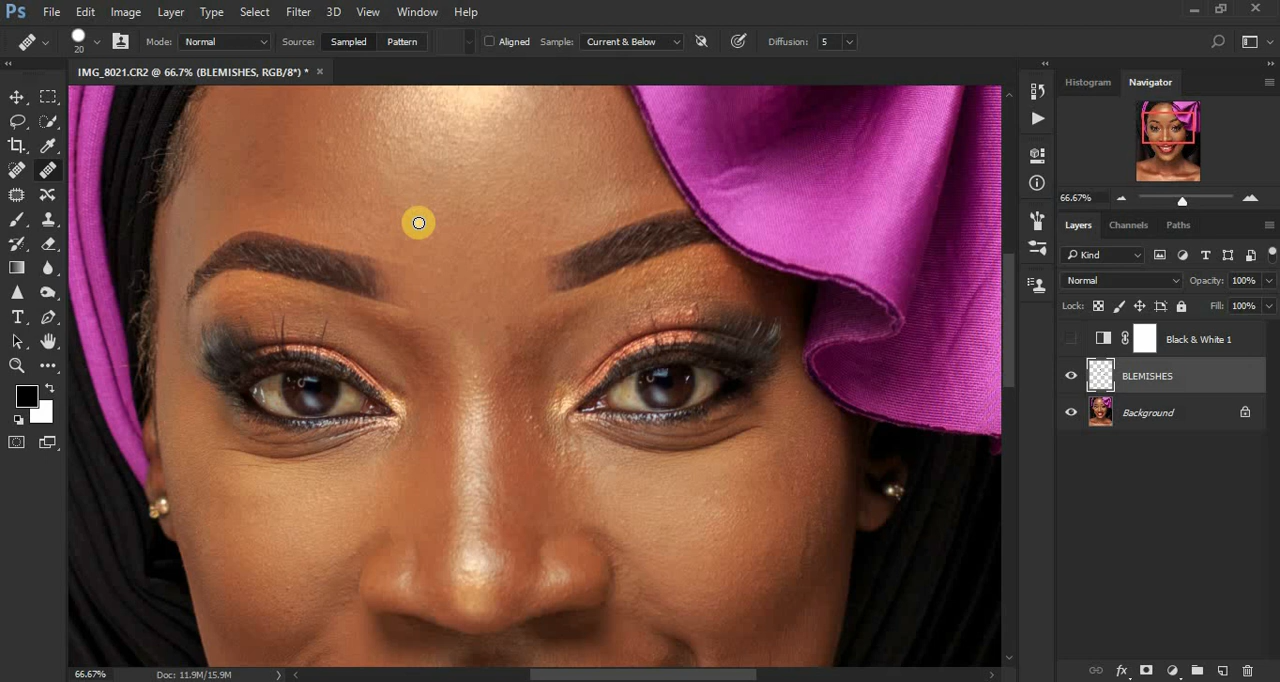 Ps File Edit Image Layer Type Select Filter 3D View Window Help
20 Mode: Normal Source: Sampled Pattern Aligned Sample: Current & Below Diffusion: 5
IMG_8021.CR2 @ 66.7% (BLEMISHES, RGB/8*) * ×
Histogram Navigator
66.67%
Layers Channels Paths
Kind
Normal Opacity: 100%
Lock: Fill: 100%
Black & White 1
BLEMISHES
Background
66.67% Doc: 11.9M/15.9M